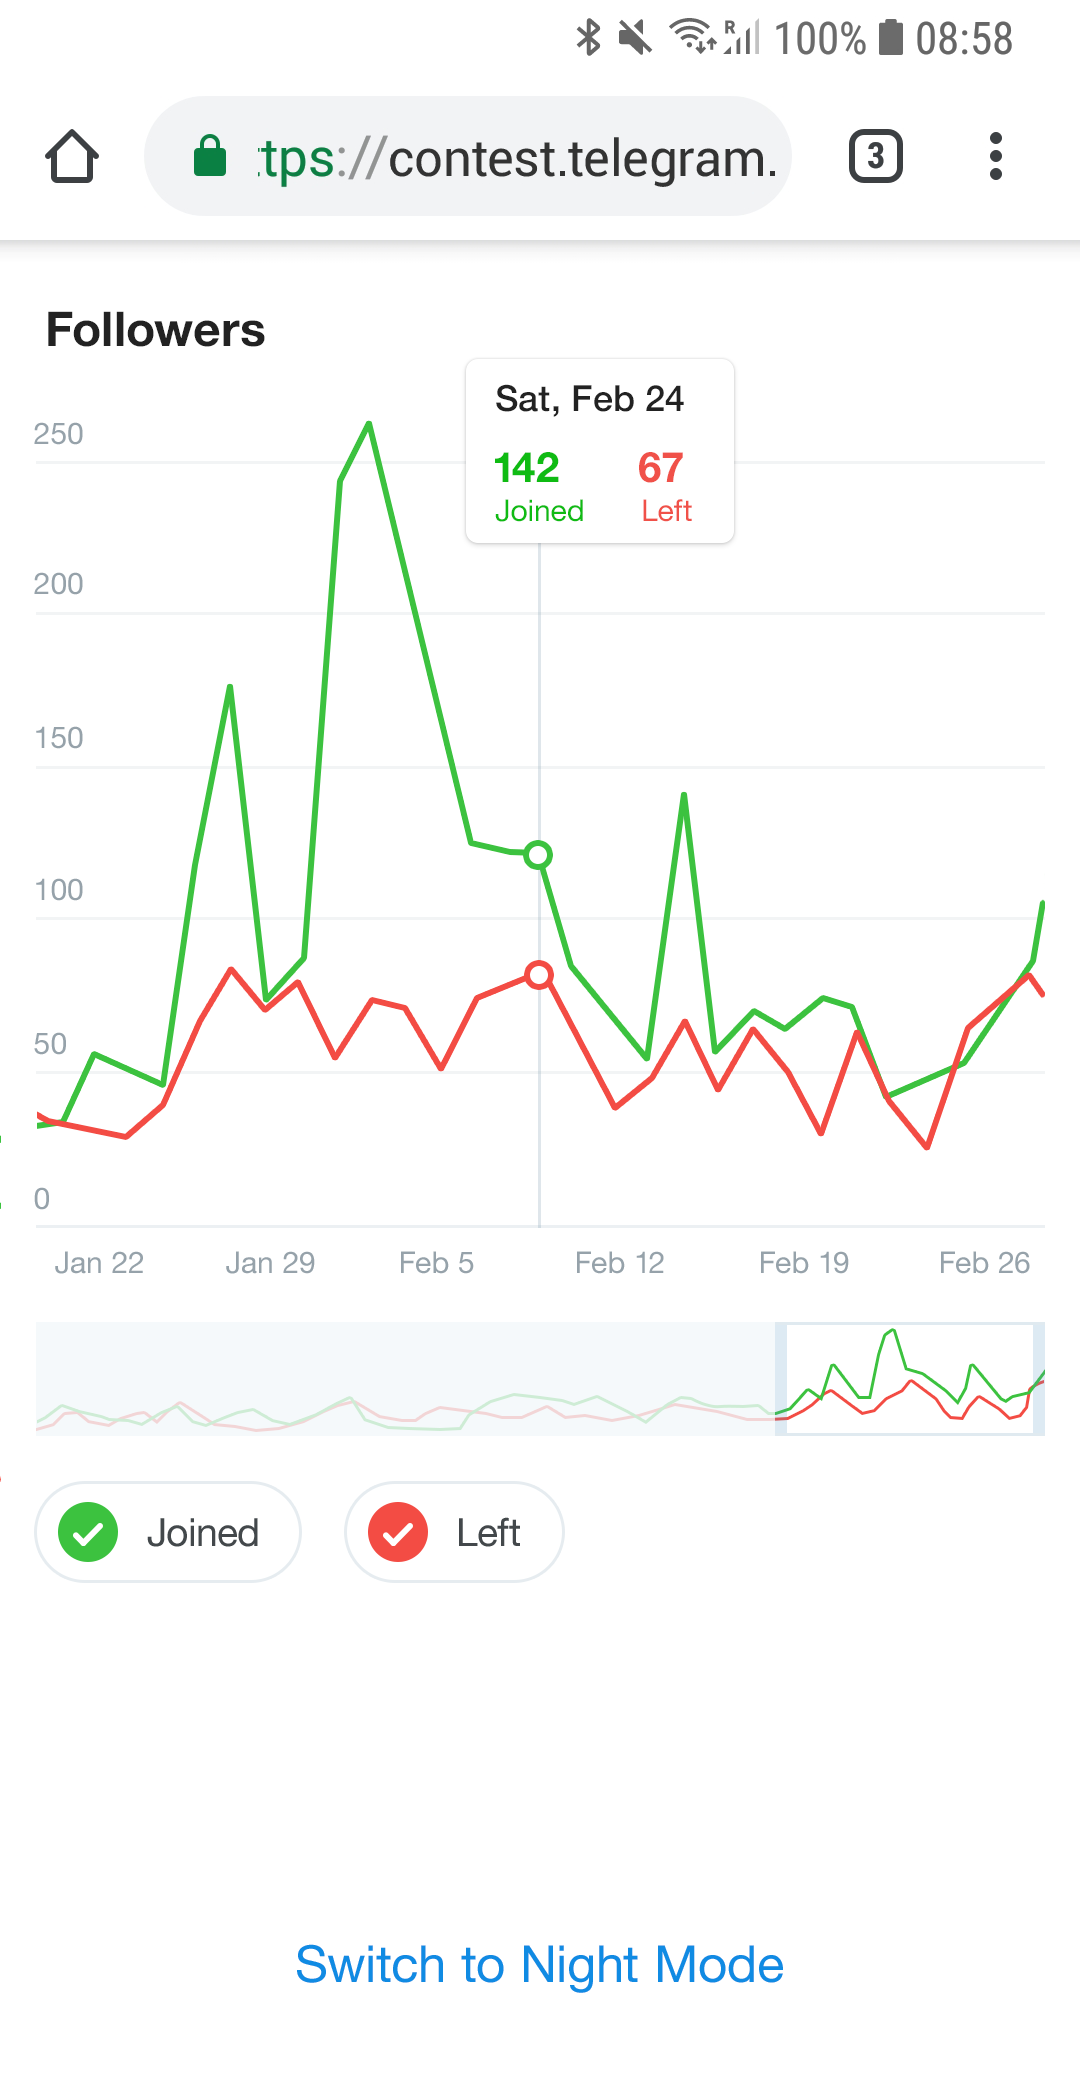 R 100% 08:58
tps://contest.telegram.
3
Followers
Sat, Feb 24
142 67
Joined Left
250
200
150
100
50
0
Jan 22 Jan 29 Feb 5 Feb 12 Feb 19 Feb 26
Joined Left
Switch to Night Mode